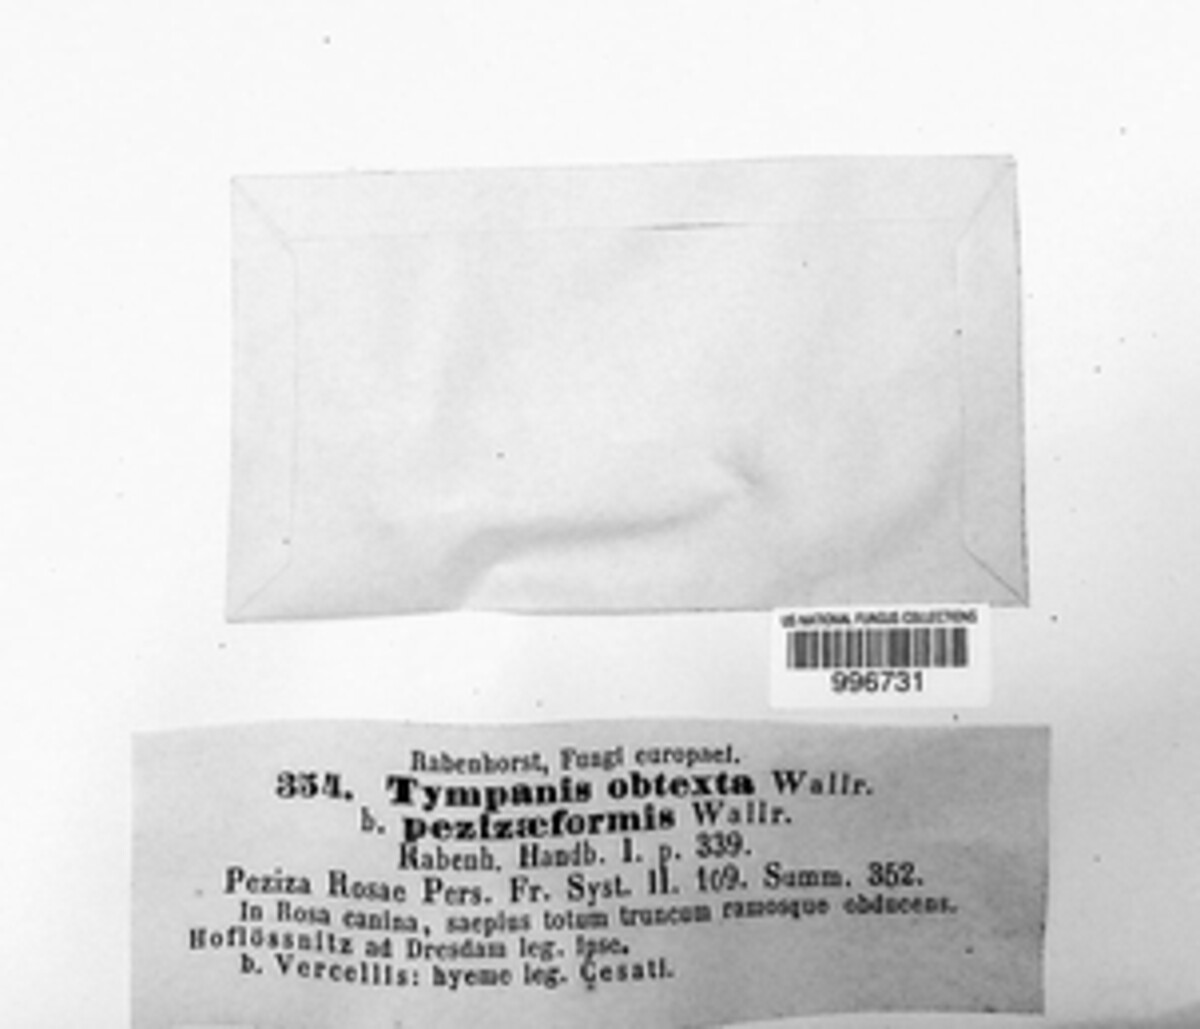 US NATIONAL FUNGUS COLLECTIONS
996731
Rabenhorst, Fungi europaei.
354. Tympanis obtexta Wallr.
b. pezizæformis Wallr.
Rabenh. Handb. I. p. 339.
Peziza Rosae Pers. Fr. Syst. II. 109. Summ. 352.
In Rosa canina, saepius totum truncum ramosque obducens.
Hoflössnitz ad Dresdam leg. ipse.
b. Vercellis: hyeme leg. Cesati.